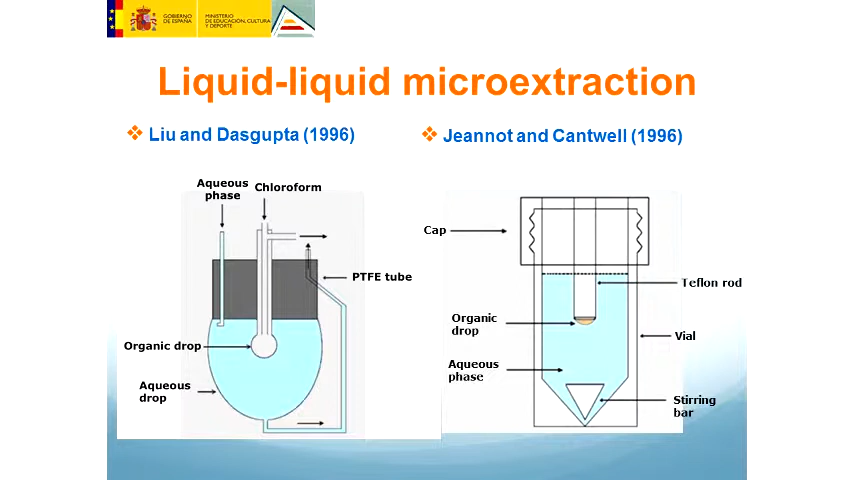 GOBIERNO
DE ESPAÑA
MINISTERIO
DE EDUCACIÓN, CULTURA
Y DEPORTE
Liquid-liquid microextraction
Liu and Dasgupta (1996)
Jeannot and Cantwell (1996)
Aqueous
phase
Chloroform
PTFE tube
Organic drop
Aqueous
drop
Cap
Teflon rod
Organic
drop
Vial
Aqueous
phase
Stirring
bar